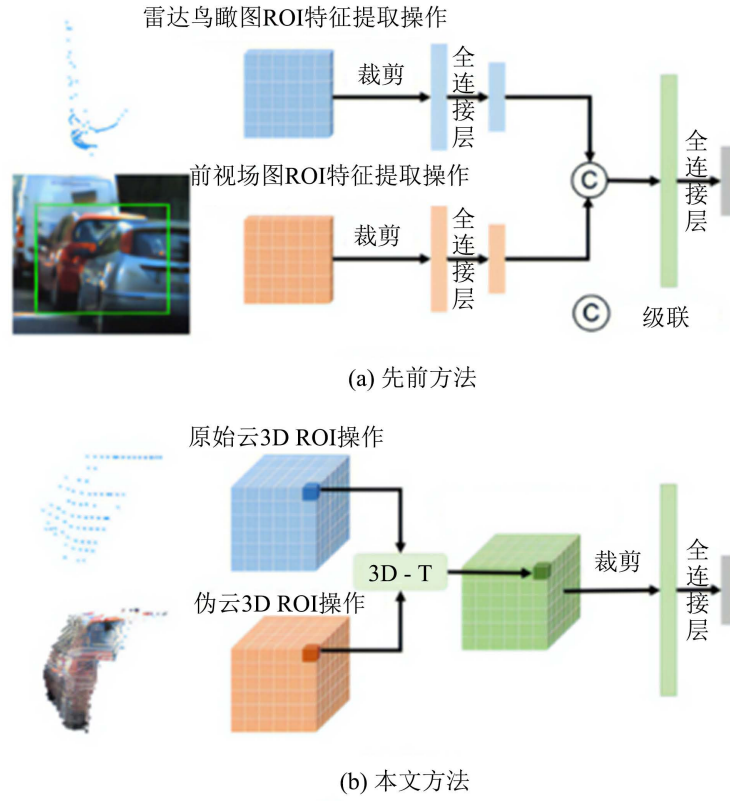 雷达鸟瞰图ROI特征提取操作
裁剪
全连接层
全连接层
C
前视场图ROI特征提取操作
裁剪
全连接层
C
级联
(a) 先前方法
原始云3D ROI操作
3D - T
裁剪
全连接层
伪云3D ROI操作
(b) 本文方法